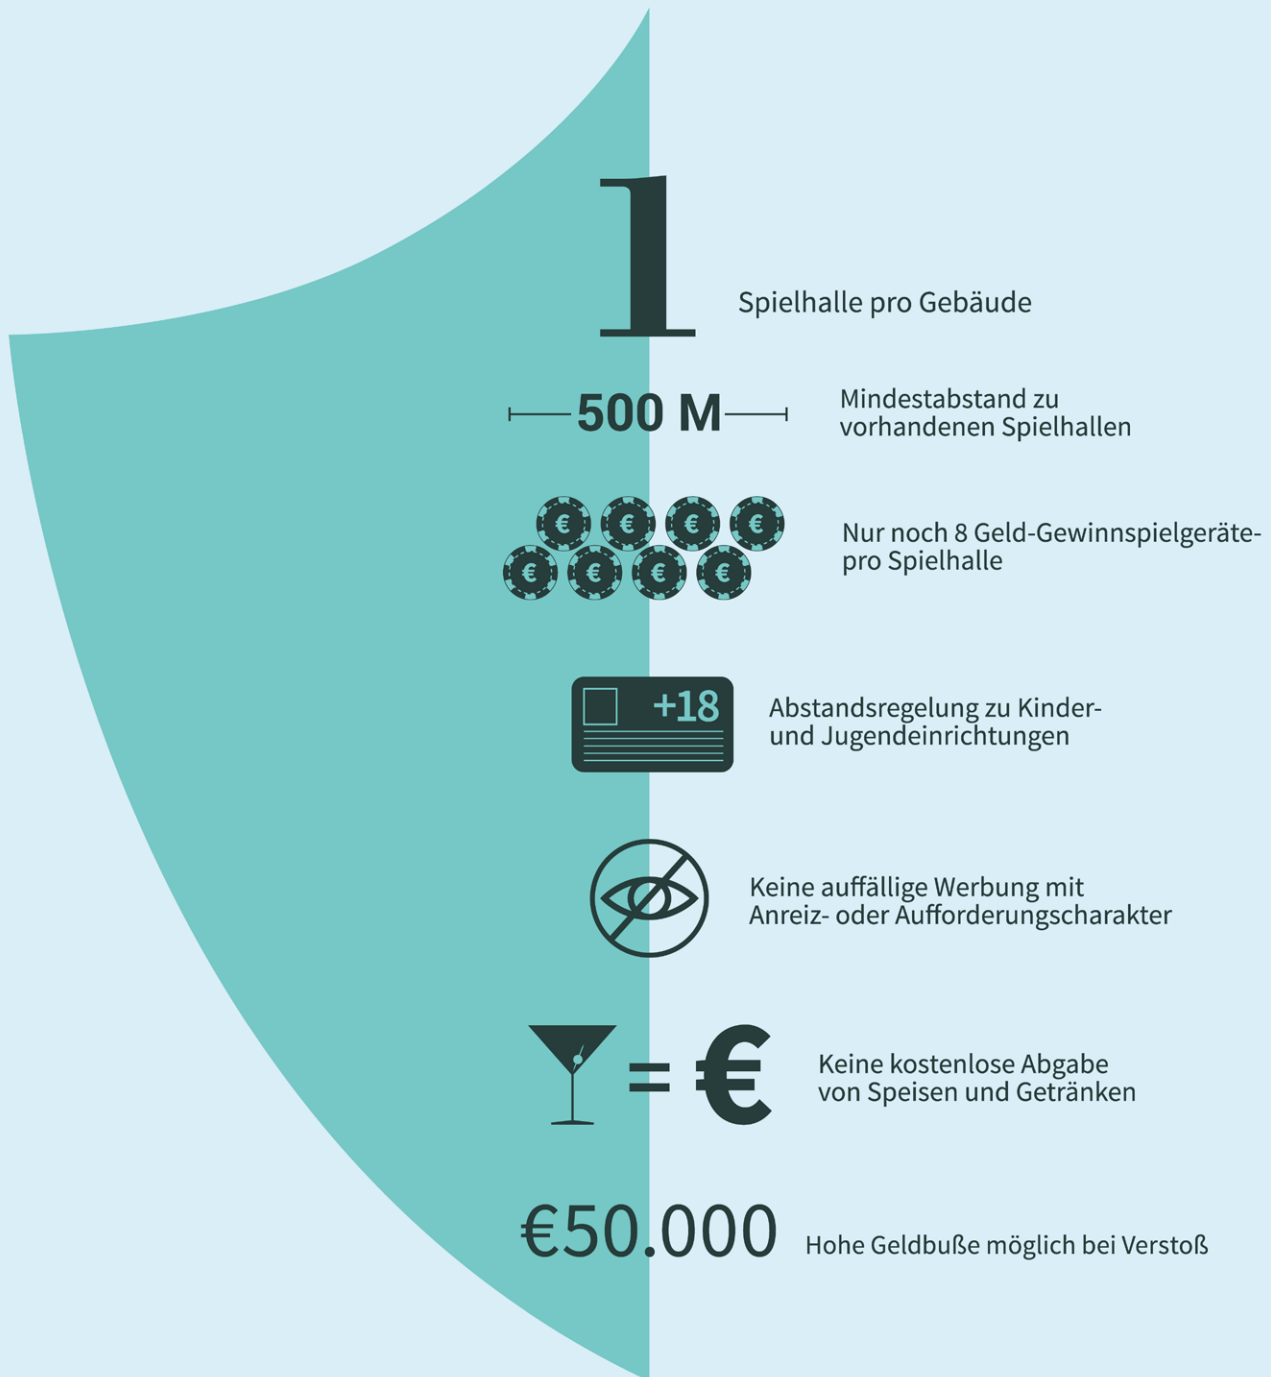 1
Spielhalle pro Gebäude
500 M
Mindestabstand zu
vorhandenen Spielhallen
€ € € €
€ € € €
Nur noch 8 Geld-Gewinnspielgeräte-
pro Spielhalle
+18
Abstandsregelung zu Kinder-
und Jugendeinrichtungen
Keine auffällige Werbung mit
Anreiz- oder Aufforderungscharakter
= €
Keine kostenlose Abgabe
von Speisen und Getränken
€50.000
Hohe Geldbuße möglich bei Verstoß